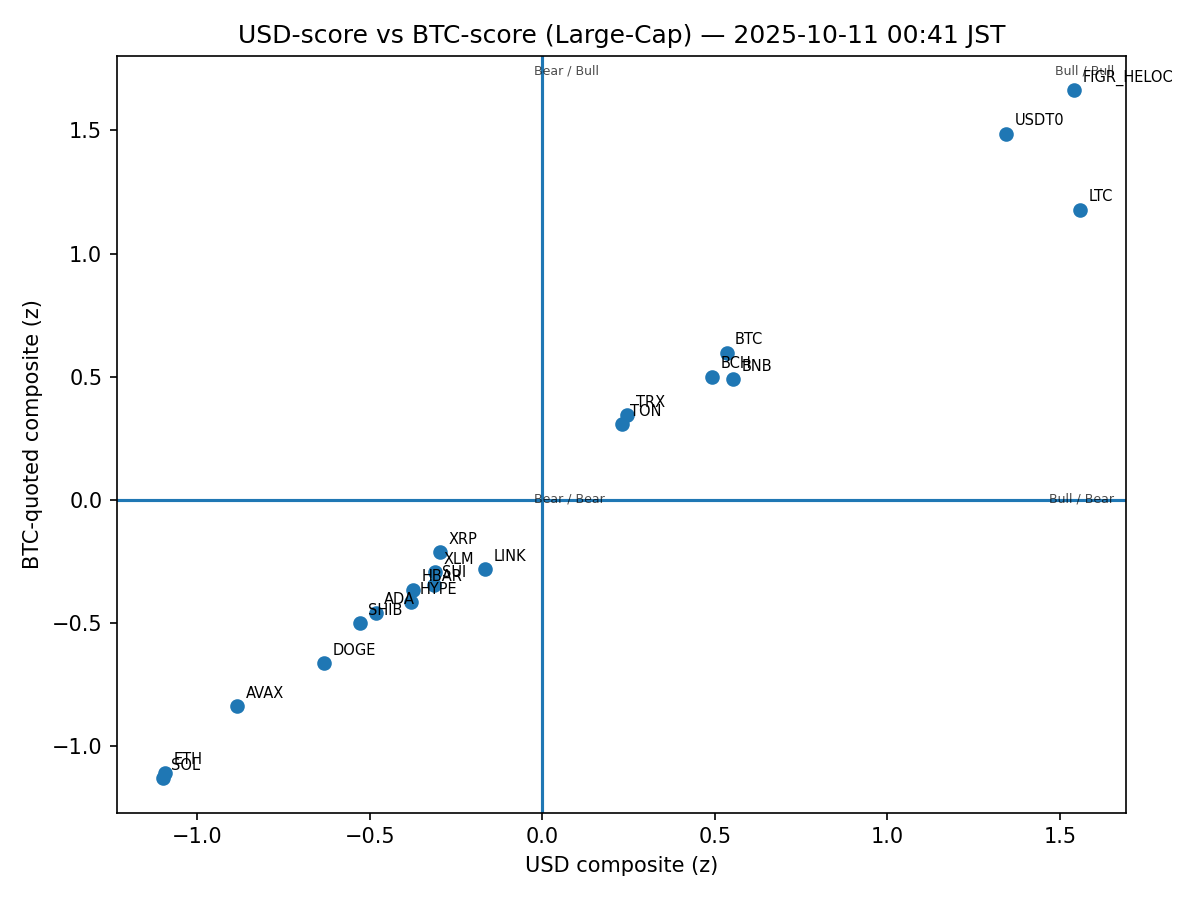 USD-score vs BTC-score (Large-Cap) — 2025-10-11 00:41 JST
Bear / Bull
Bull / Bull
FIGR_HELOC
1.5
USDT0
LTC
1.0
BTC
BCH
BNB
0.5
TRX
TON
0.0
Bear / Bear
Bull / Bear
XRP
LINK
XLM
SHI
HBAR
HYPE
ADA
SHIB
−0.5
DOGE
AVAX
ETH
SOL
−1.0
−1.0
−0.5
0.0
0.5
1.0
1.5
USD composite (z)
BTC-quoted composite (z)